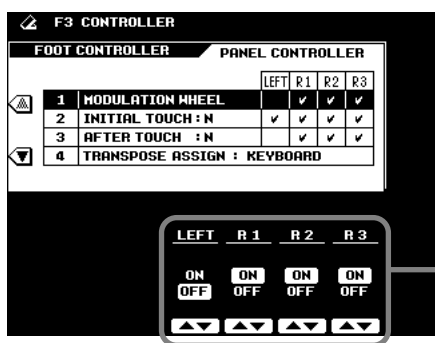 F3 CONTROLLER
FOOT CONTROLLER PANEL CONTROLLER
LEFT R1 R2 R3
1 MODULATION WHEEL ✓ ✓ ✓
2 INITIAL TOUCH : N ✓ ✓ ✓ ✓
3 AFTER TOUCH : N ✓ ✓ ✓
4 TRANSPOSE ASSIGN : KEYBOARD
LEFT R1 R2 R3
ON ON ON ON
OFF OFF OFF OFF